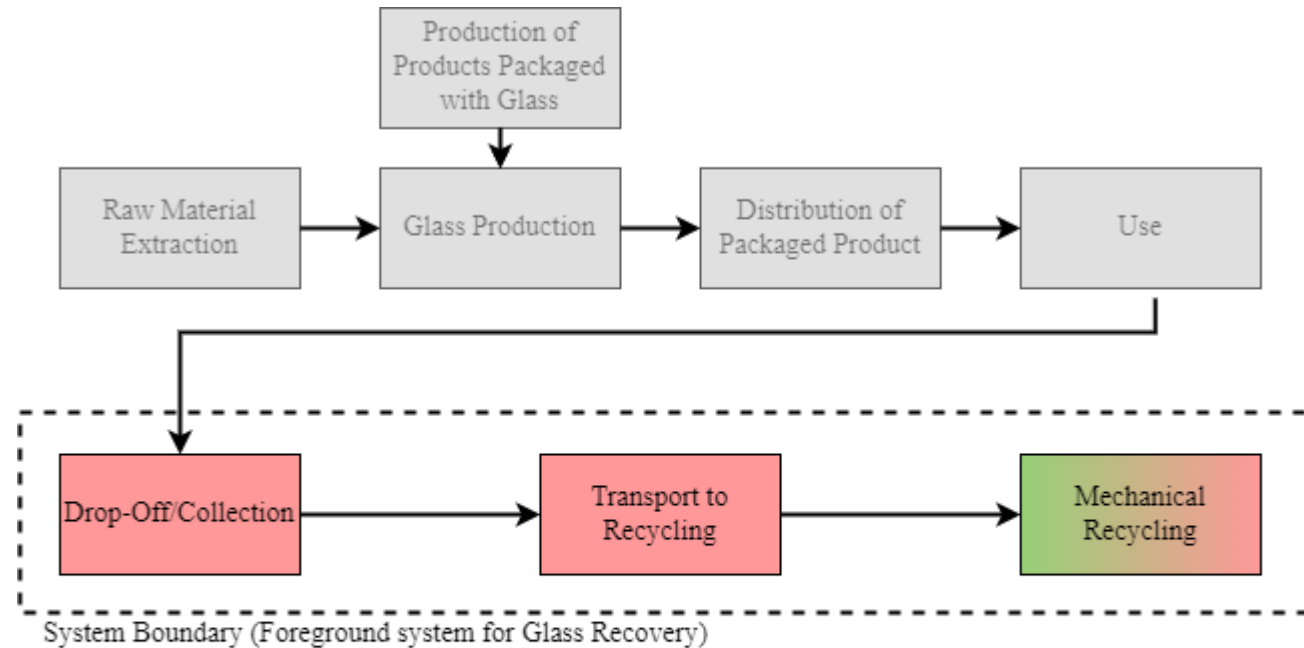 Production of
Products Packaged
with Glass
Raw Material
Extraction
Glass Production
Distribution of
Packaged Product
Use
Drop-Off/Collection
Transport to
Recycling
Mechanical
Recycling
System Boundary (Foreground system for Glass Recovery)